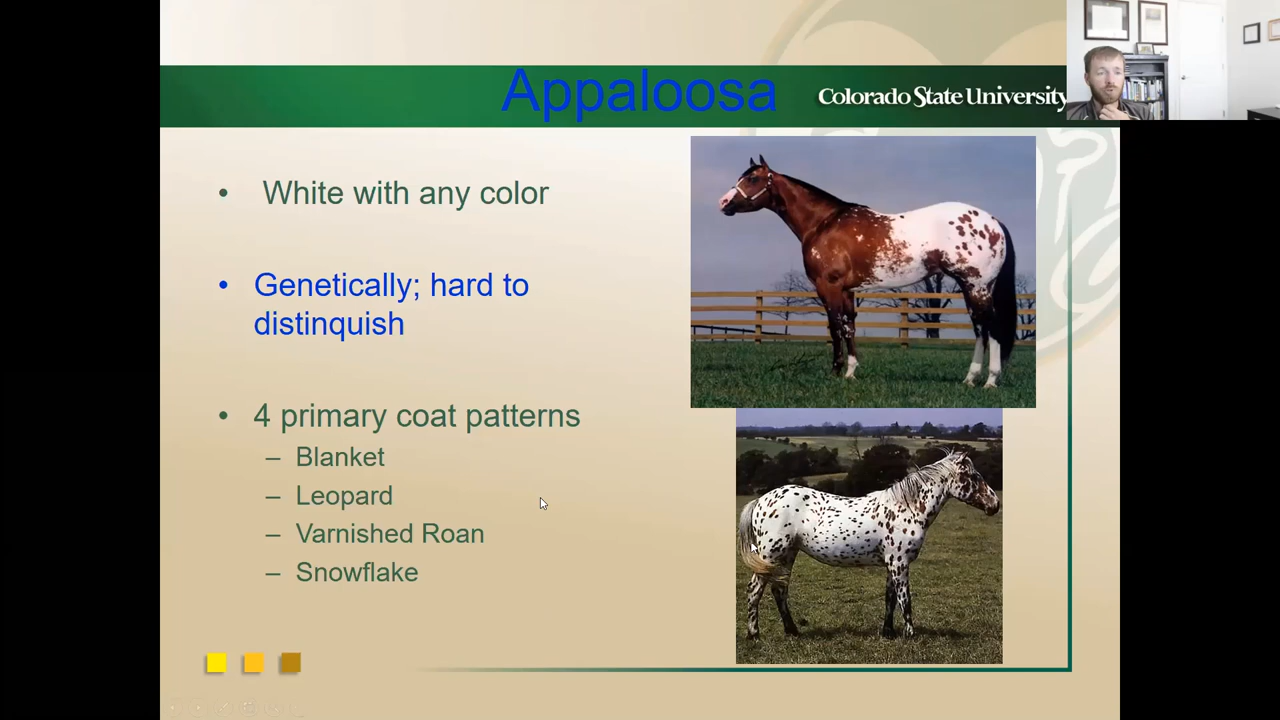 Appaloosa
Colorado State University
• White with any color
• Genetically; hard to
distinquish
• 4 primary coat patterns
– Blanket
– Leopard
– Varnished Roan
– Snowflake